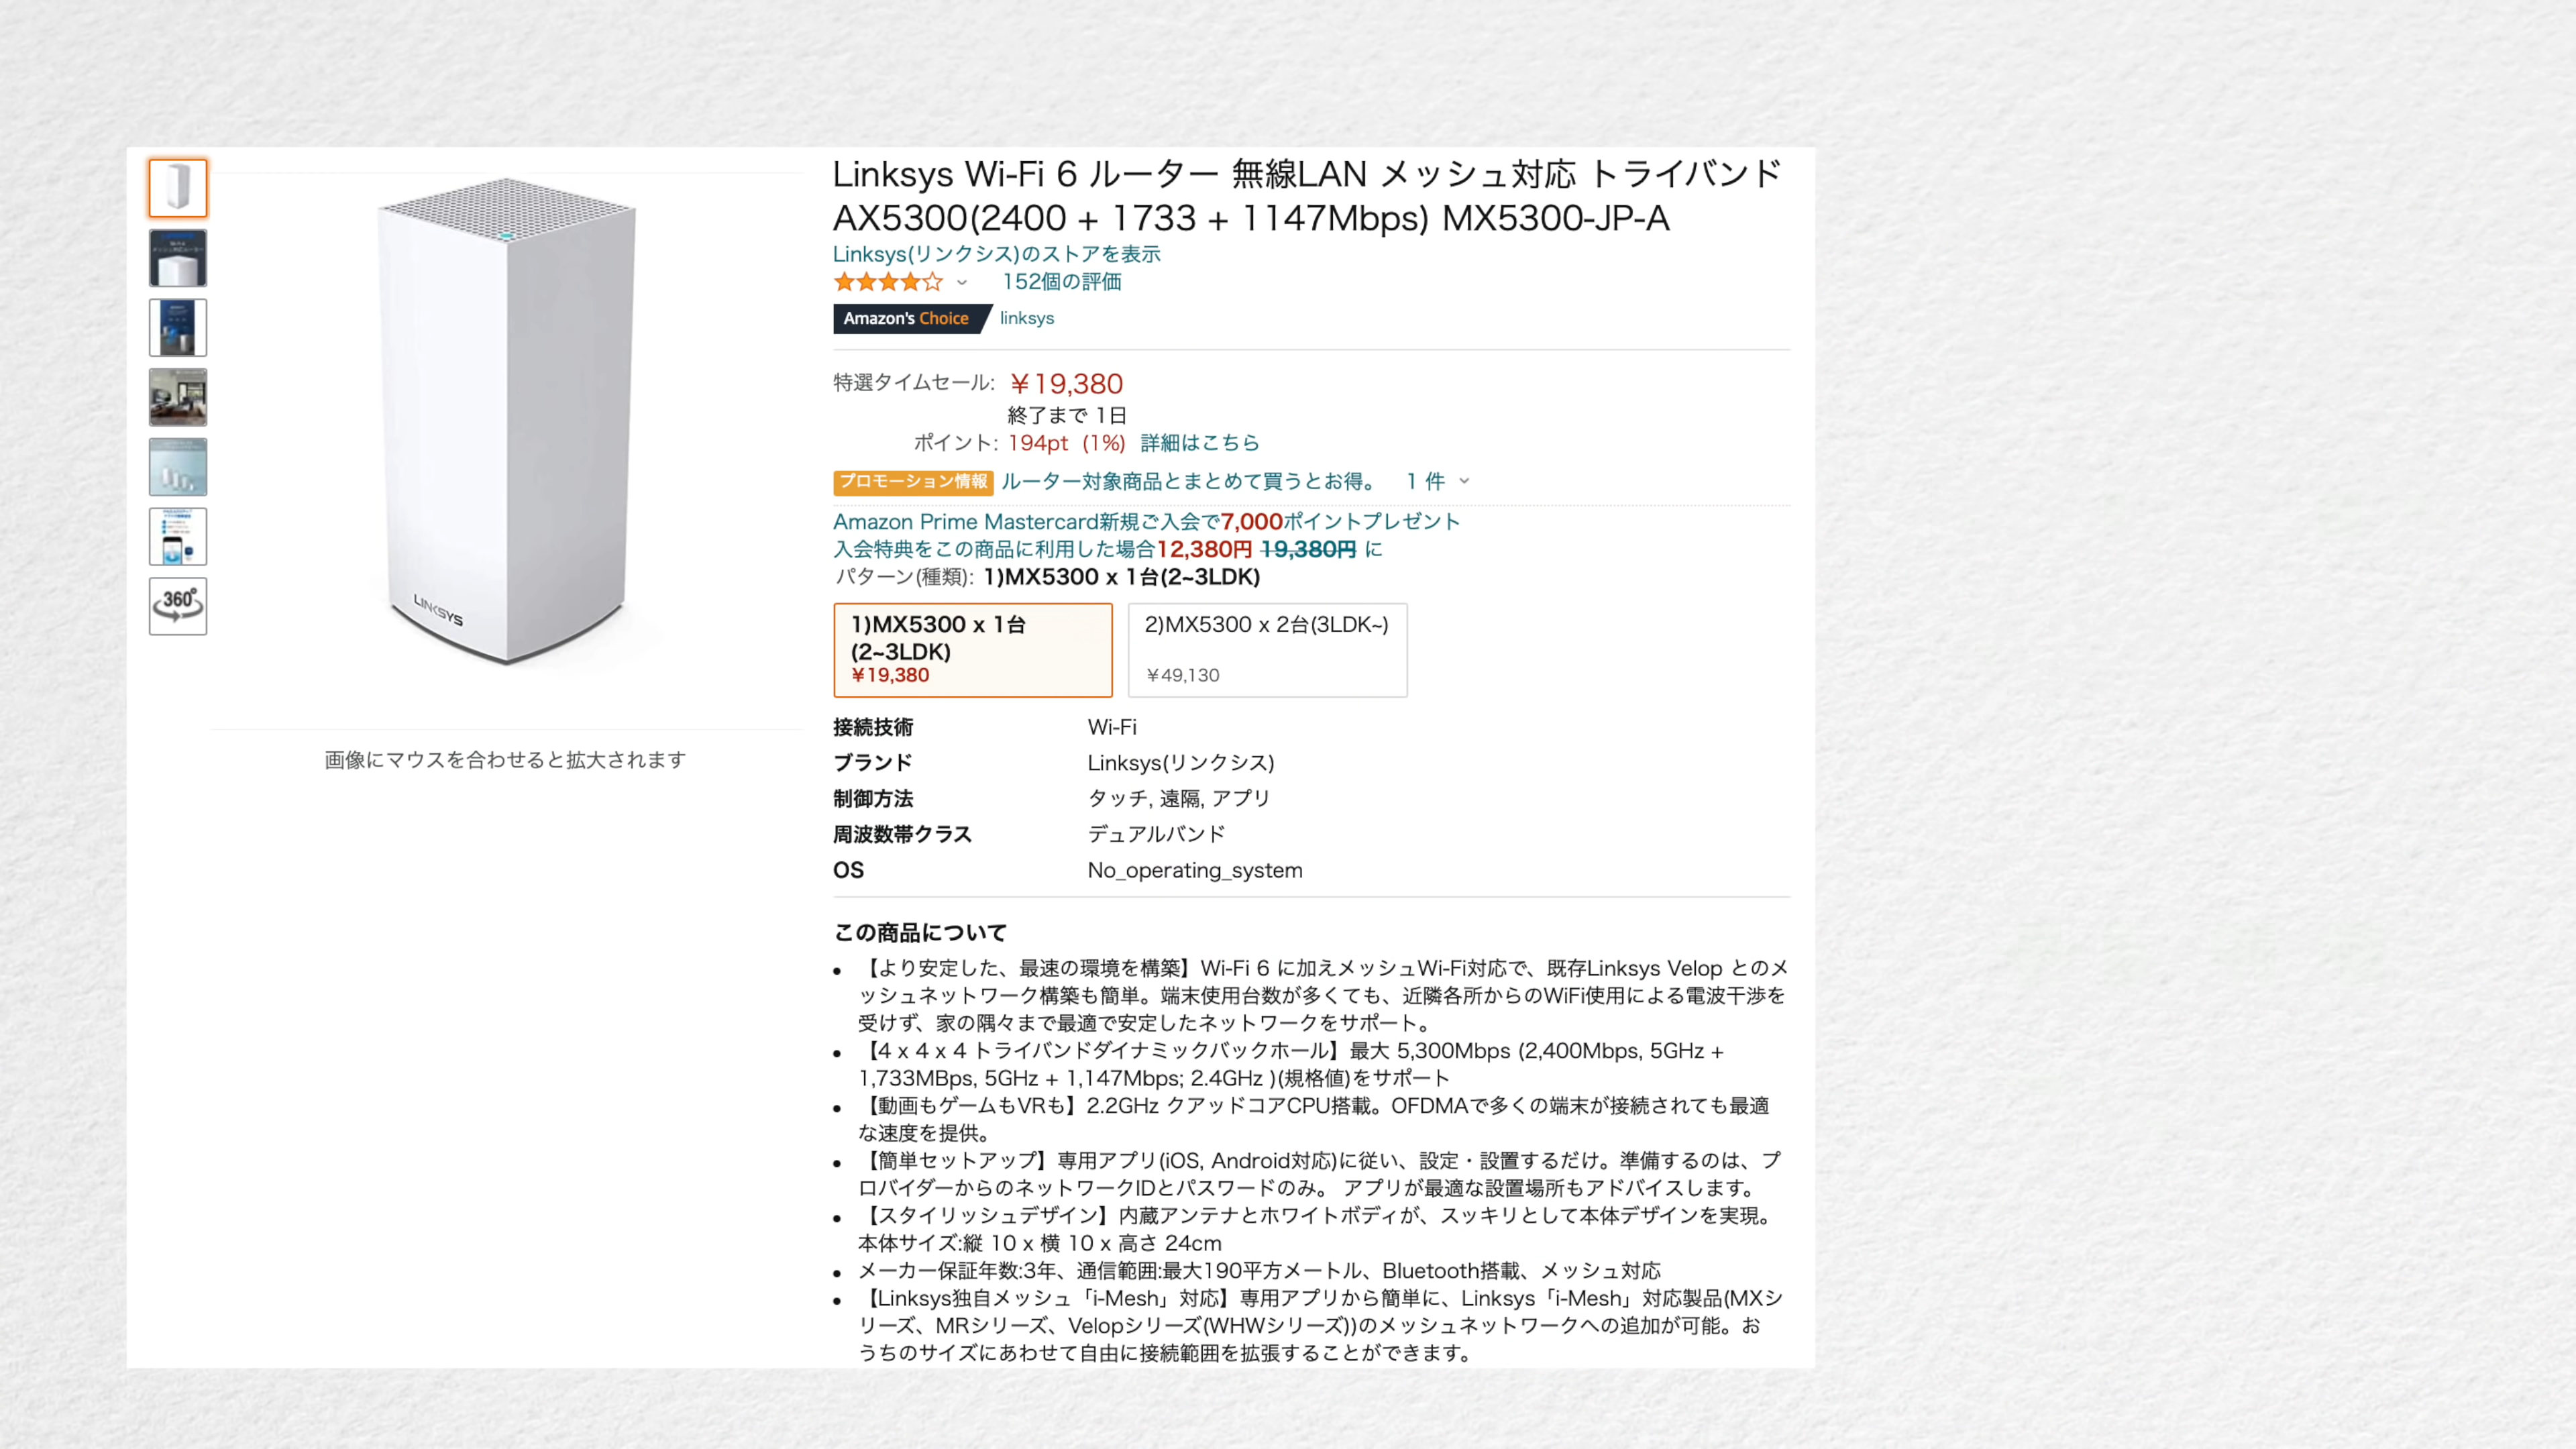 Linksys Wi-Fi 6 ルーター 無線LAN メッシュ対応 トライバンド
AX5300(2400 + 1733 + 1147Mbps) MX5300-JP-A
Linksys(リンクシス)のストアを表示
152個の評価
Amazon's Choice linksys
特選タイムセール: ￥19,380
終了まで 1日
ポイント: 194pt (1%) 詳細はこちら
プロモーション情報 ルーター対象商品とまとめて買うとお得。 1 件
Amazon Prime Mastercard新規ご入会で7,000ポイントプレゼント
入会特典をこの商品に利用した場合12,380円 19,380円 に
パターン(種類): 1)MX5300 x 1台(2~3LDK)
1)MX5300 x 1台
(2~3LDK)
￥19,380
2)MX5300 x 2台(3LDK~)
￥49,130
接続技術 Wi-Fi
ブランド Linksys(リンクシス)
制御方法 タッチ, 遠隔, アプリ
周波数帯クラス デュアルバンド
OS No_operating_system
この商品について
• 【より安定した、最速の環境を構築】Wi-Fi 6 に加えメッシュWi-Fi対応で、既存Linksys Velop とのメ
ッシュネットワーク構築も簡単。端末使用台数が多くても、近隣各所からのWiFi使用による電波干渉を
受けず、家の隅々まで最適で安定したネットワークをサポート。
• 【4 x 4 x 4 トライバンドダイナミックバックホール】最大 5,300Mbps (2,400Mbps, 5GHz +
1,733MBps, 5GHz + 1,147Mbps; 2.4GHz )(規格値)をサポート
• 【動画もゲームもVRも】2.2GHz クアッドコアCPU搭載。OFDMAで多くの端末が接続されても最適
な速度を提供。
• 【簡単セットアップ】専用アプリ(iOS, Android対応)に従い、設定・設置するだけ。準備するのは、プ
ロバイダーからのネットワークIDとパスワードのみ。 アプリが最適な設置場所もアドバイスします。
• 【スタイリッシュデザイン】内蔵アンテナとホワイトボディが、スッキリとして本体デザインを実現。
本体サイズ:縦 10 x 横 10 x 高さ 24cm
• メーカー保証年数:3年、通信範囲:最大190平方メートル、Bluetooth搭載、メッシュ対応
• 【Linksys独自メッシュ「i-Mesh」対応】専用アプリから簡単に、Linksys「i-Mesh」対応製品(MXシ
リーズ、MRシリーズ、Velopシリーズ(WHWシリーズ))のメッシュネットワークへの追加が可能。お
うちのサイズにあわせて自由に接続範囲を拡張することができます。
LINKSYS
360°
画像にマウスを合わせると拡大されます